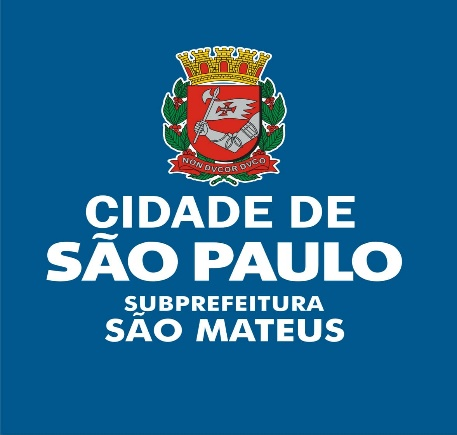 NON DVCOR DVCO
CIDADE DE
SÃO PAULO
SUBPREFEITURA
SÃO MATEUS